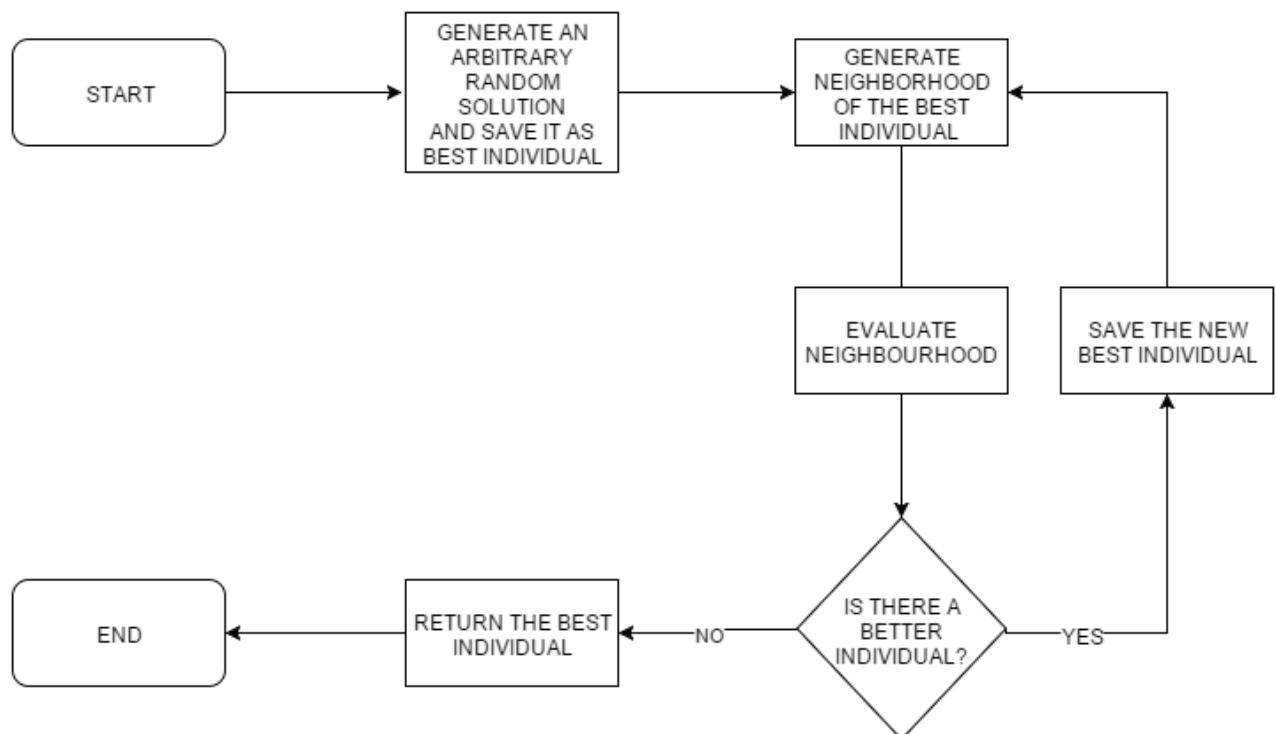 START
GENERATE AN
ARBITRARY
RANDOM
SOLUTION
AND SAVE IT AS
BEST INDIVIDUAL
GENERATE
NEIGHBORHOOD
OF THE BEST
INDIVIDUAL
EVALUATE
NEIGHBOURHOOD
SAVE THE NEW
BEST INDIVIDUAL
IS THERE A
BETTER
INDIVIDUAL?
YES
NO
RETURN THE BEST
INDIVIDUAL
END